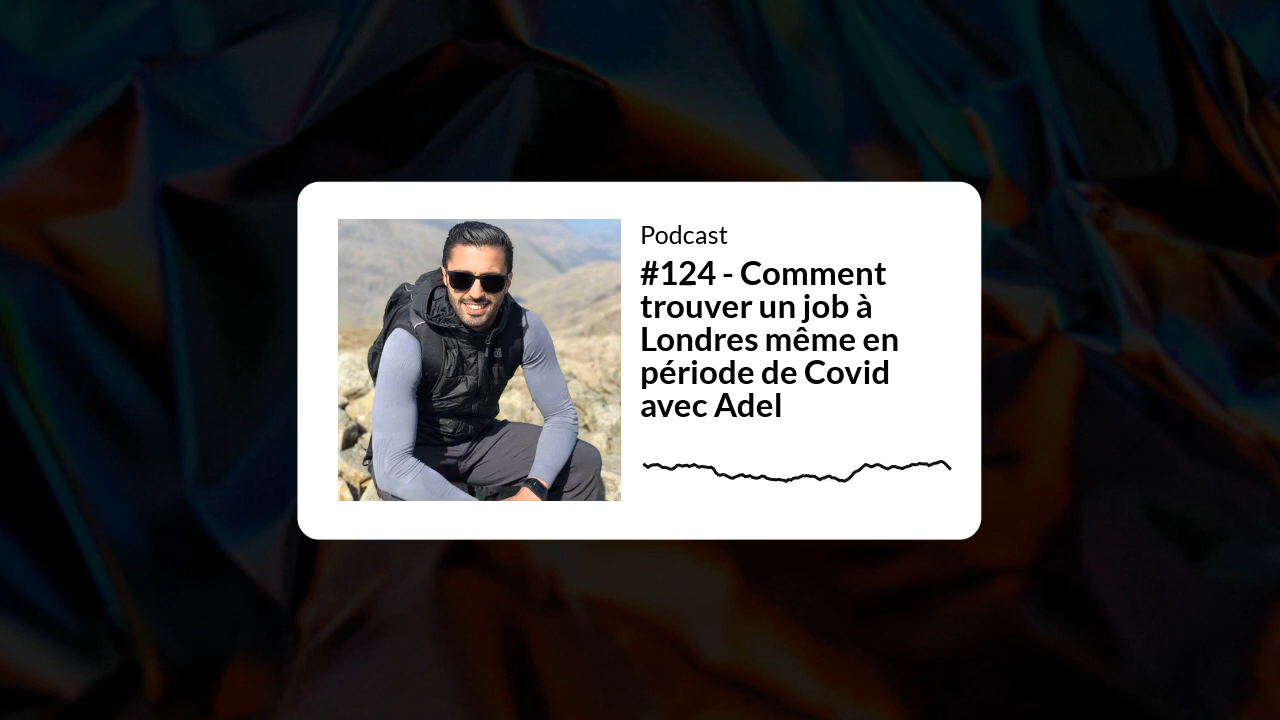 Podcast
#124 - Comment
trouver un job à
Londres même en
période de Covid
avec Adel